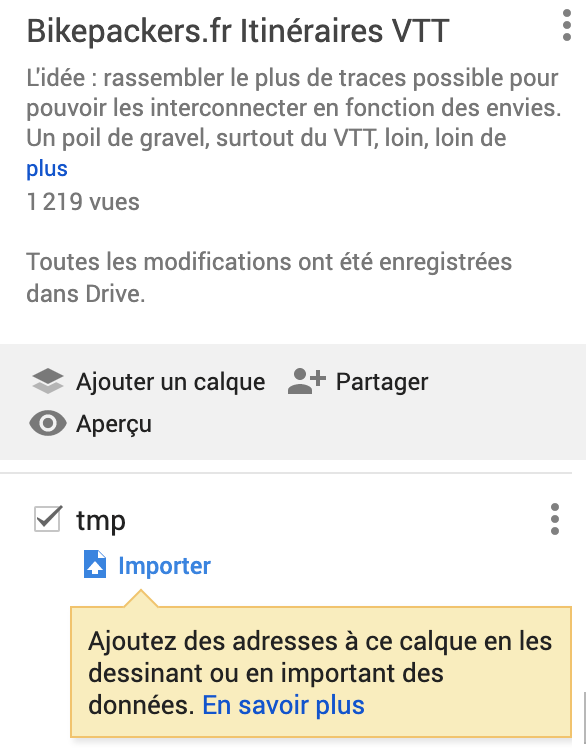 Bikepackers.fr Itinéraires VTT
L'idée : rassembler le plus de traces possible pour
pouvoir les interconnecter en fonction des envies.
Un poil de gravel, surtout du VTT, loin, loin de
plus
1 219 vues
Toutes les modifications ont été enregistrées
dans Drive.
Ajouter un calque Partager
Aperçu
tmp
Importer
Ajoutez des adresses à ce calque en les
dessinant ou en important des
données. En savoir plus